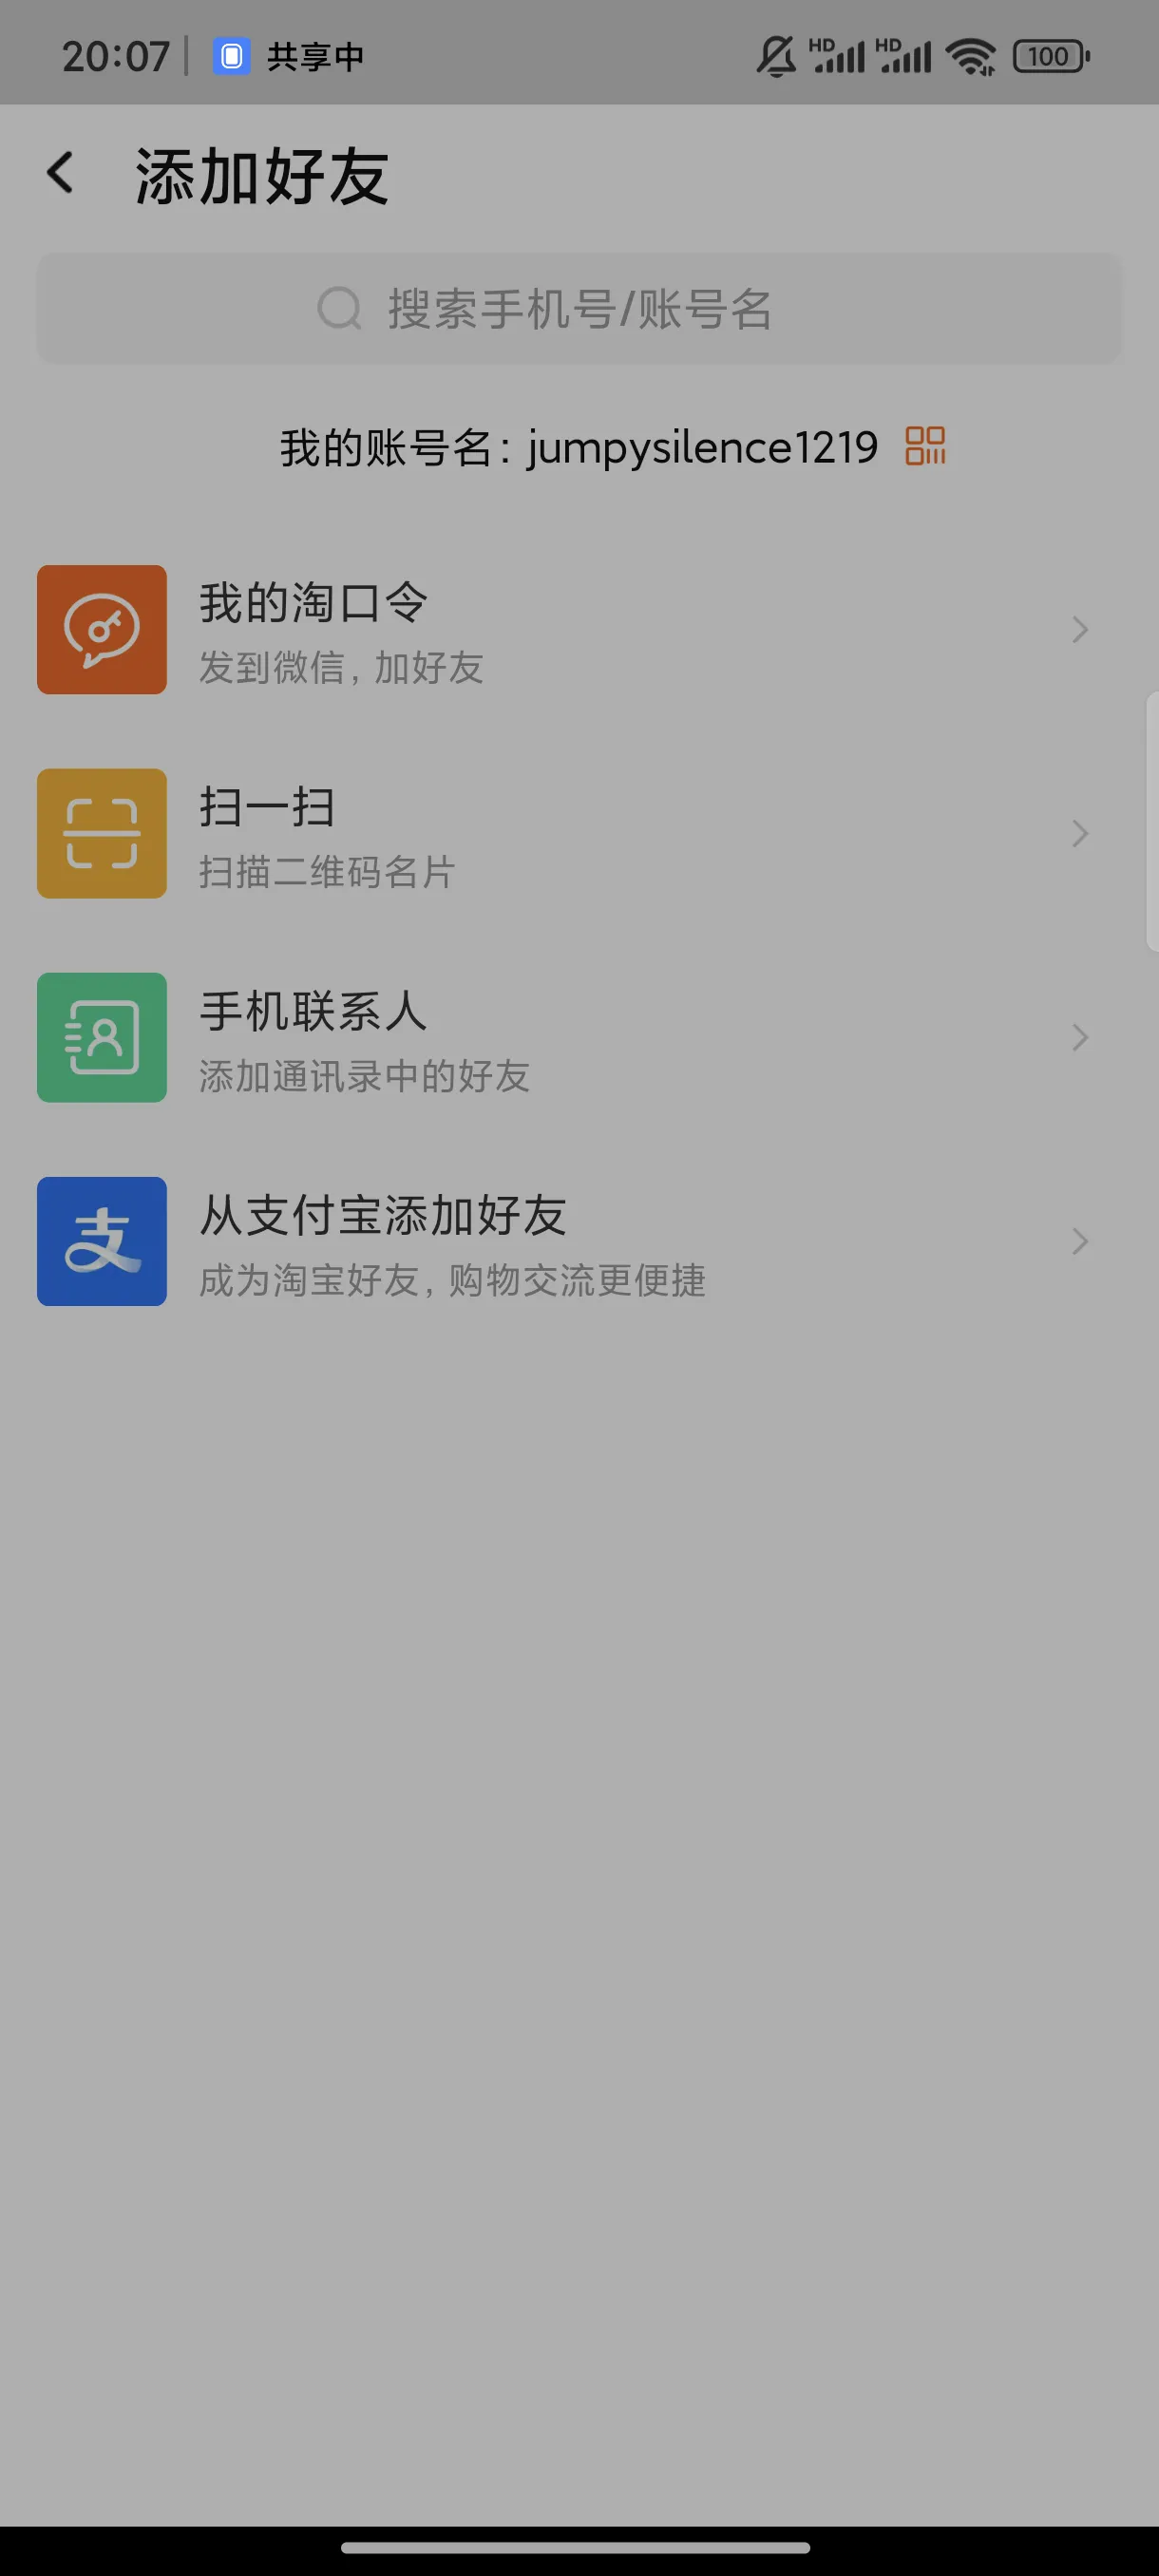 20:07 共享中 HD HD 100
添加好友
搜索手机号/账号名
我的账号名：jumpysilence1219
我的淘口令
发到微信，加好友
扫一扫
扫描二维码名片
手机联系人
添加通讯录中的好友
支
从支付宝添加好友
成为淘宝好友，购物交流更便捷